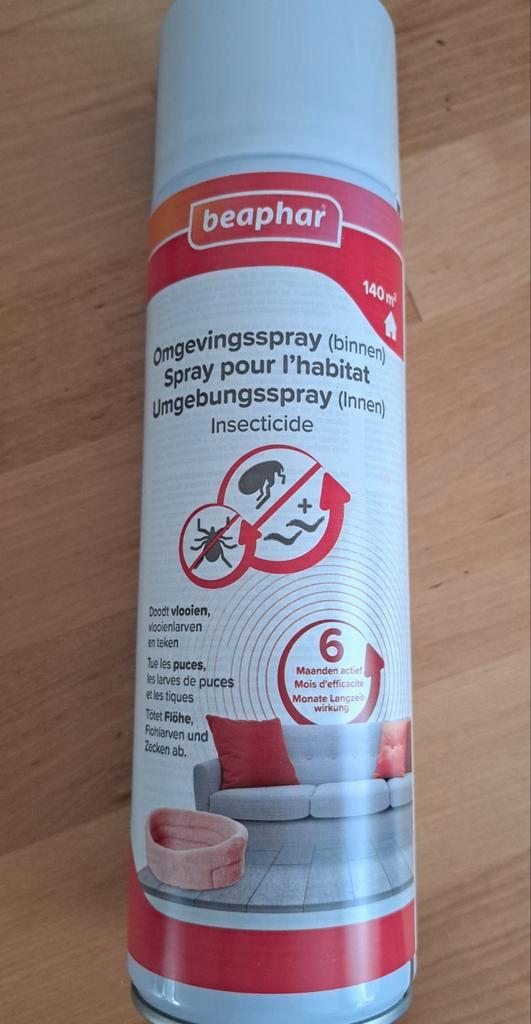 beaphar
140 m²
Omgevingsspray (binnen)
Spray pour l'habitat
Umgebungsspray (Innen)
Insecticide
Doodt vlooien,
vlooienlarven
en teken
Tue les puces,
les larves de puces
et les tiques
Tötet Flöhe,
Flohlarven und
Zecken ab.
6
Maanden actief
Mois d'efficacité
Monate Langzeit-
wirkung